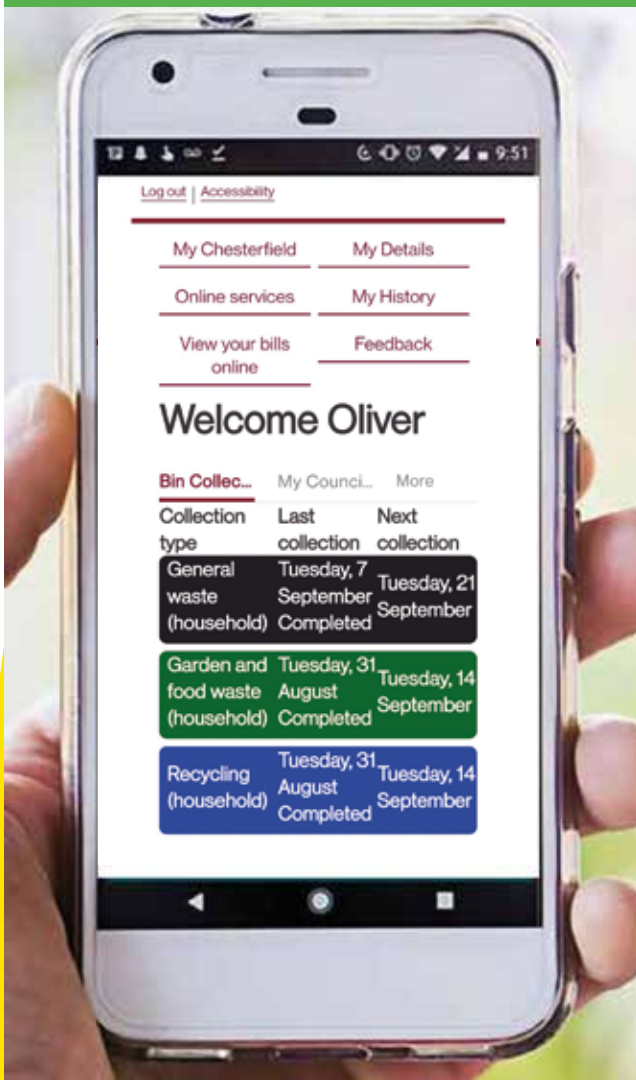 9:51
Log out | Accessibility
My Chesterfield My Details
Online services My History
View your bills Feedback
online
Welcome Oliver
Bin Collec... My Counci... More
Collection Last Next
type collection collection
General Tuesday, 7
waste September Tuesday, 21
(household) Completed September
Garden and Tuesday, 31
food waste August Tuesday, 14
(household) Completed September
Recycling Tuesday, 31 Tuesday, 14
(household) August September
Completed